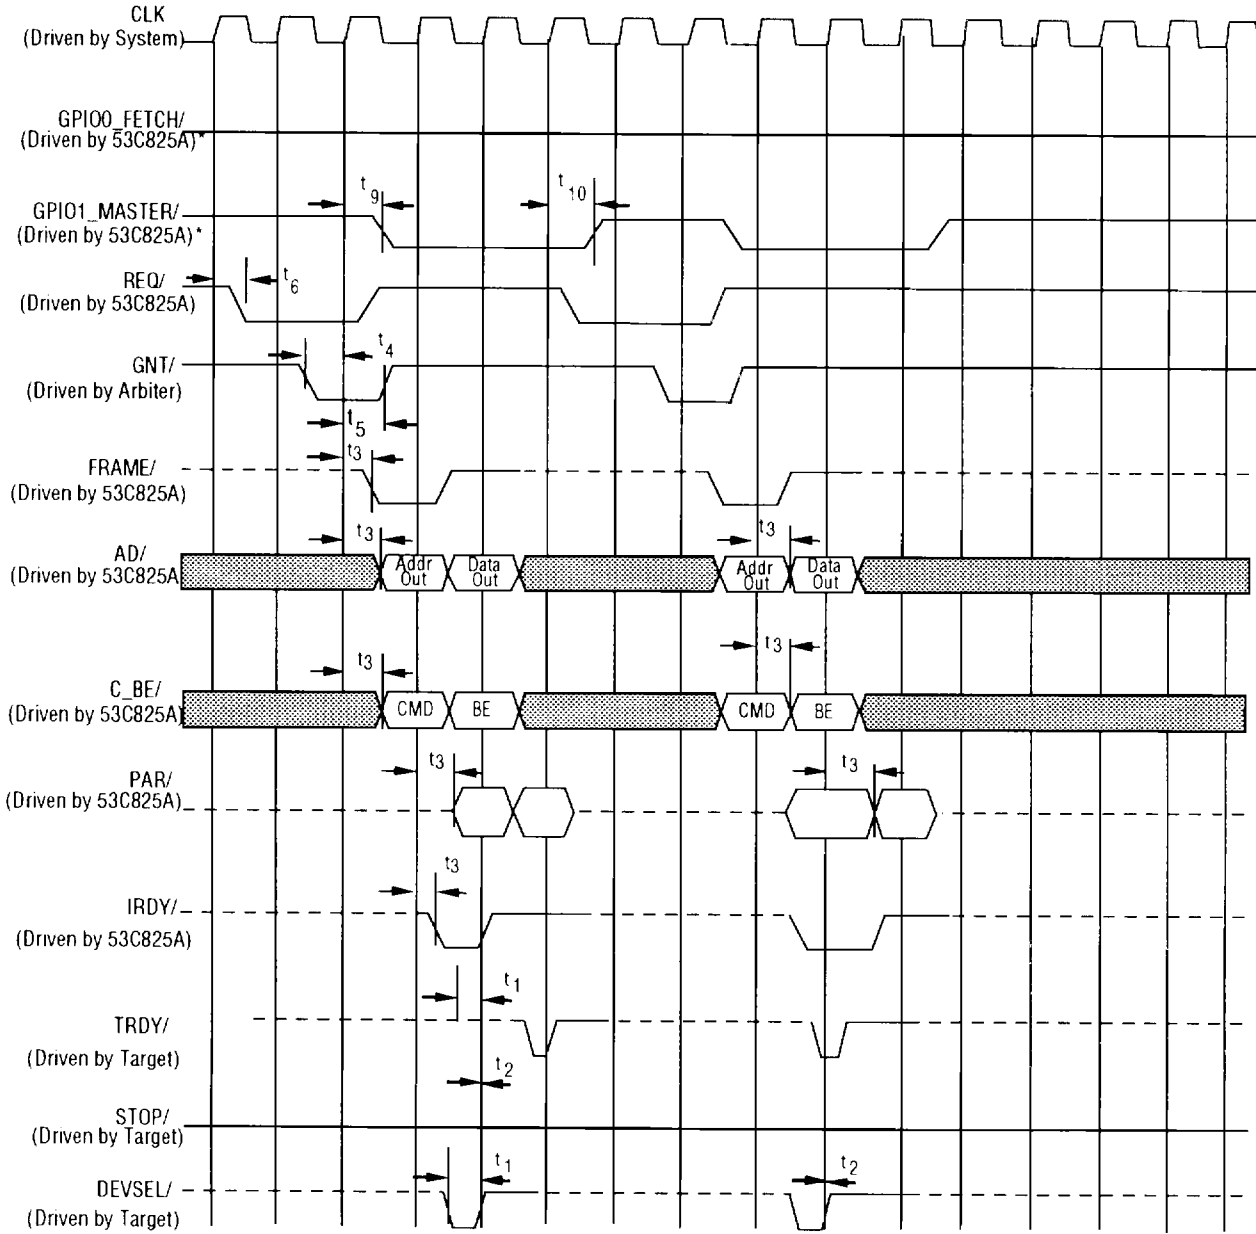 CLK
(Driven by System)
GPIO0_FETCH/
(Driven by 53C825A)*
t9
t10
GPIO1_MASTER/
(Driven by 53C825A)*
REQ/
t6
(Driven by 53C825A)
t4
GNT/
(Driven by Arbiter)
t5
t3
FRAME/
(Driven by 53C825A)
t3
t3
AD/
(Driven by 53C825A
Addr Out
Data Out
Addr Out
Data Out
t3
t3
C_BE/
(Driven by 53C825A)
CMD
BE
CMD
BE
t3
t3
PAR/
(Driven by 53C825A)
t3
IRDY/
(Driven by 53C825A)
t1
TRDY/
(Driven by Target)
t2
STOP/
(Driven by Target)
t1
t2
DEVSEL/
(Driven by Target)